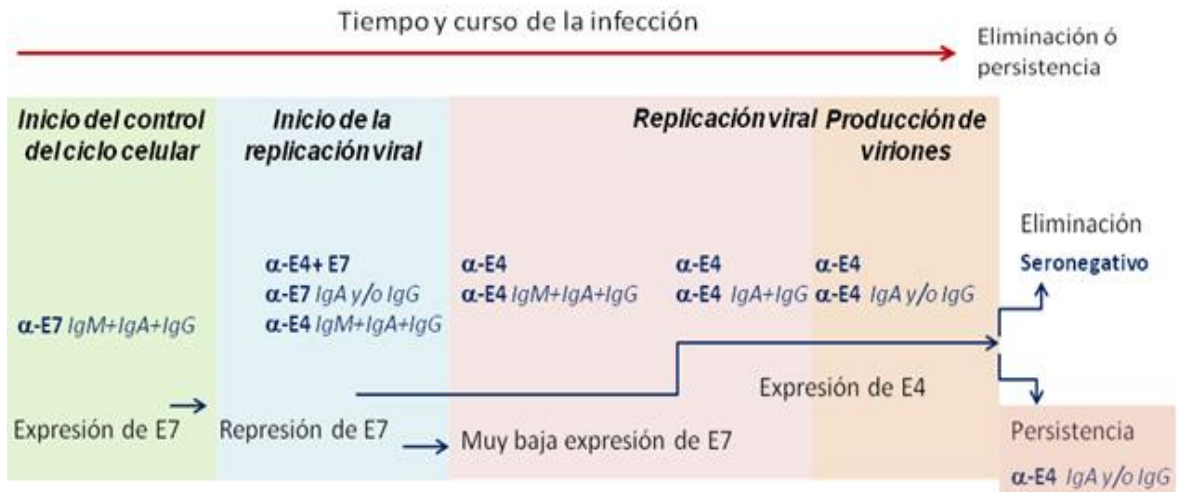 Tiempo y curso de la infección
Eliminación ó
persistencia
Inicio del control
del ciclo celular
Inicio de la
replicación viral
Replicación viral
Producción de
viriones
α-E7 IgM+IgA+IgG
α-E4+ E7
α-E7 IgA y/o IgG
α-E4 IgM+IgA+IgG
α-E4
α-E4 IgM+IgA+IgG
α-E4
α-E4 IgA+IgG
α-E4
α-E4 IgA y/o IgG
Eliminación
Seronegativo
Expresión de E7
Represión de E7
Muy baja expresión de E7
Expresión de E4
Persistencia
α-E4 IgA y/o IgG